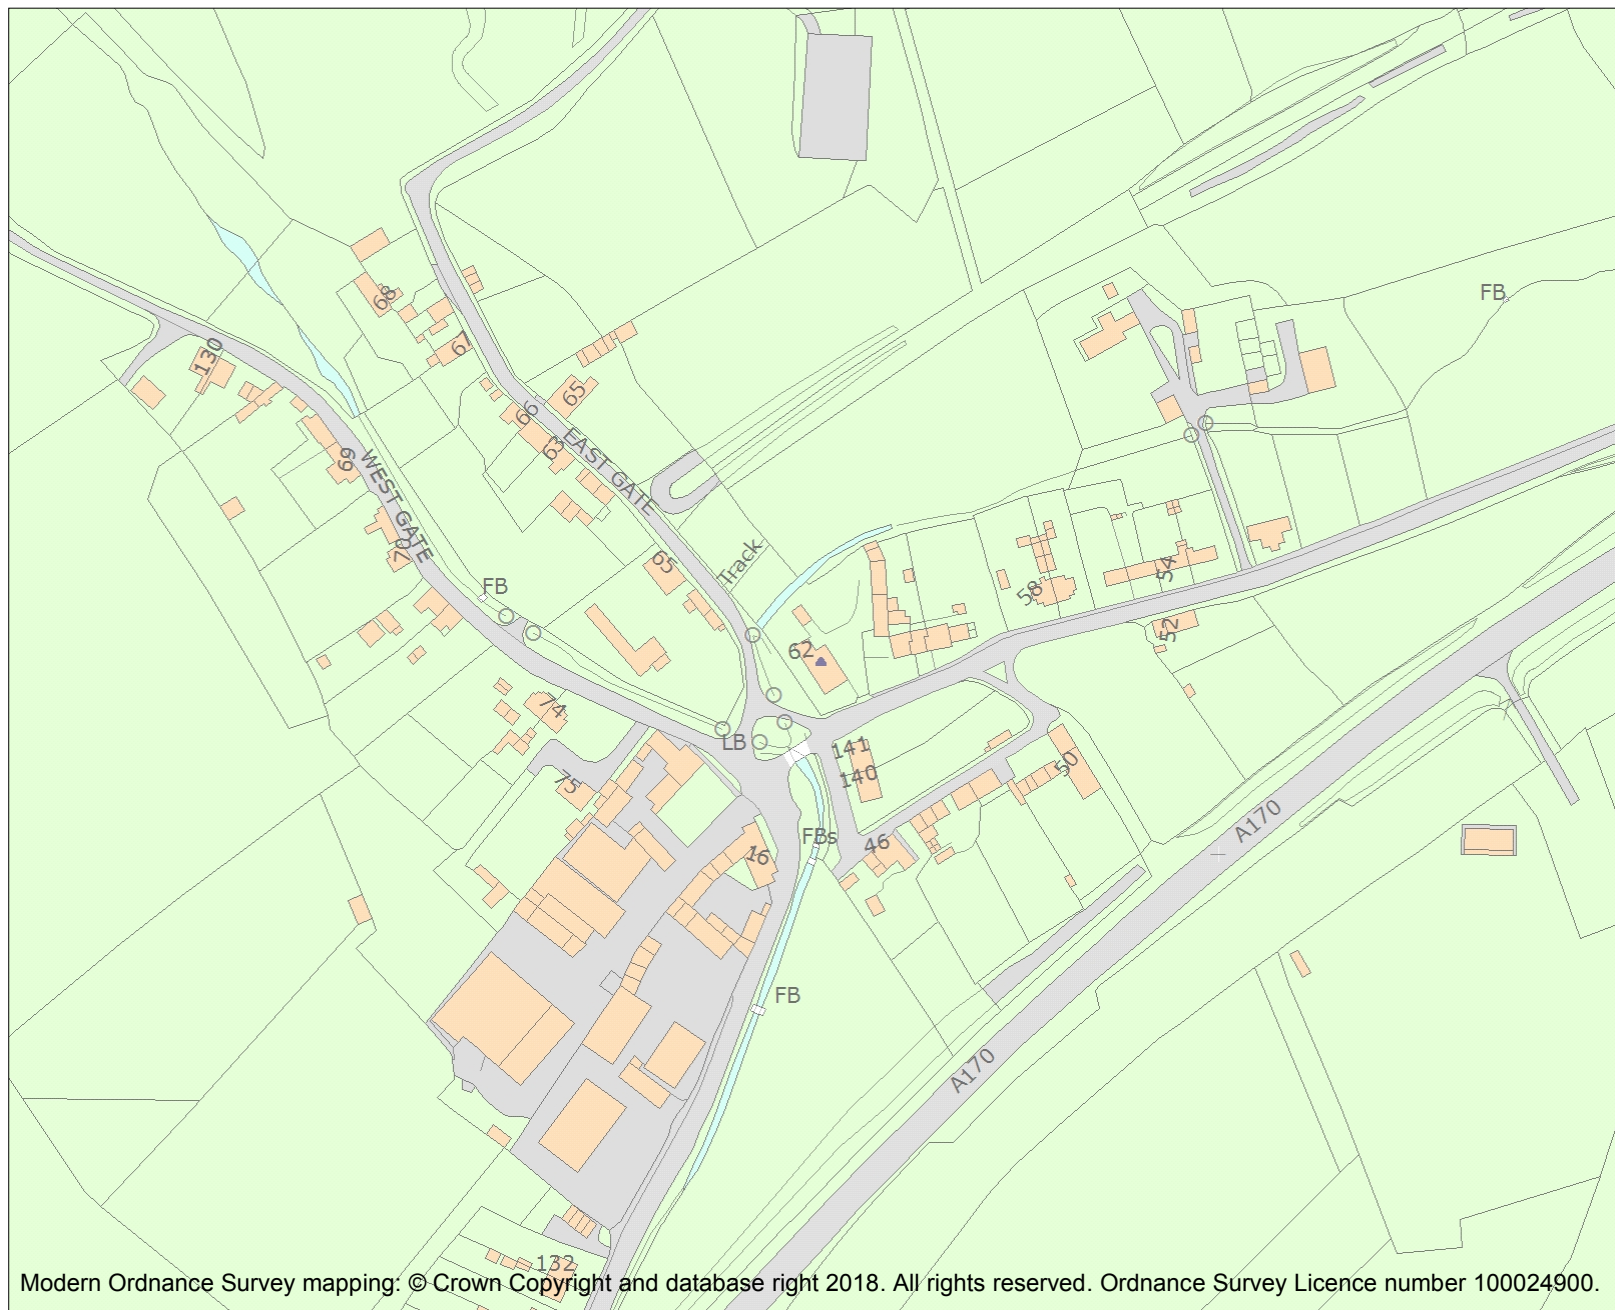 FB
68
67
130
65
66
63
EAST GATE
69
WEST GATE
70
Track
65
FB
54
58
52
62
74
LB
141
140
50
75
A170
FBs
46
16
FB
A170
132
Modern Ordnance Survey mapping: © Crown Copyright and database right 2018. All rights reserved. Ordnance Survey Licence number 100024900.